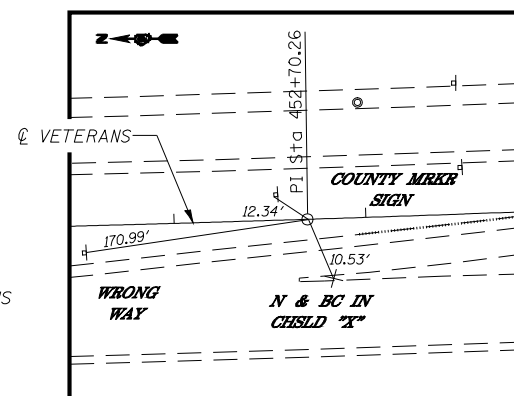 N
℄ VETERANS
PI Sta 452+70.26
COUNTY MRKR
SIGN
12.34'
170.99'
10.53'
WRONG
WAY
N & BC IN
CHSLD "X"